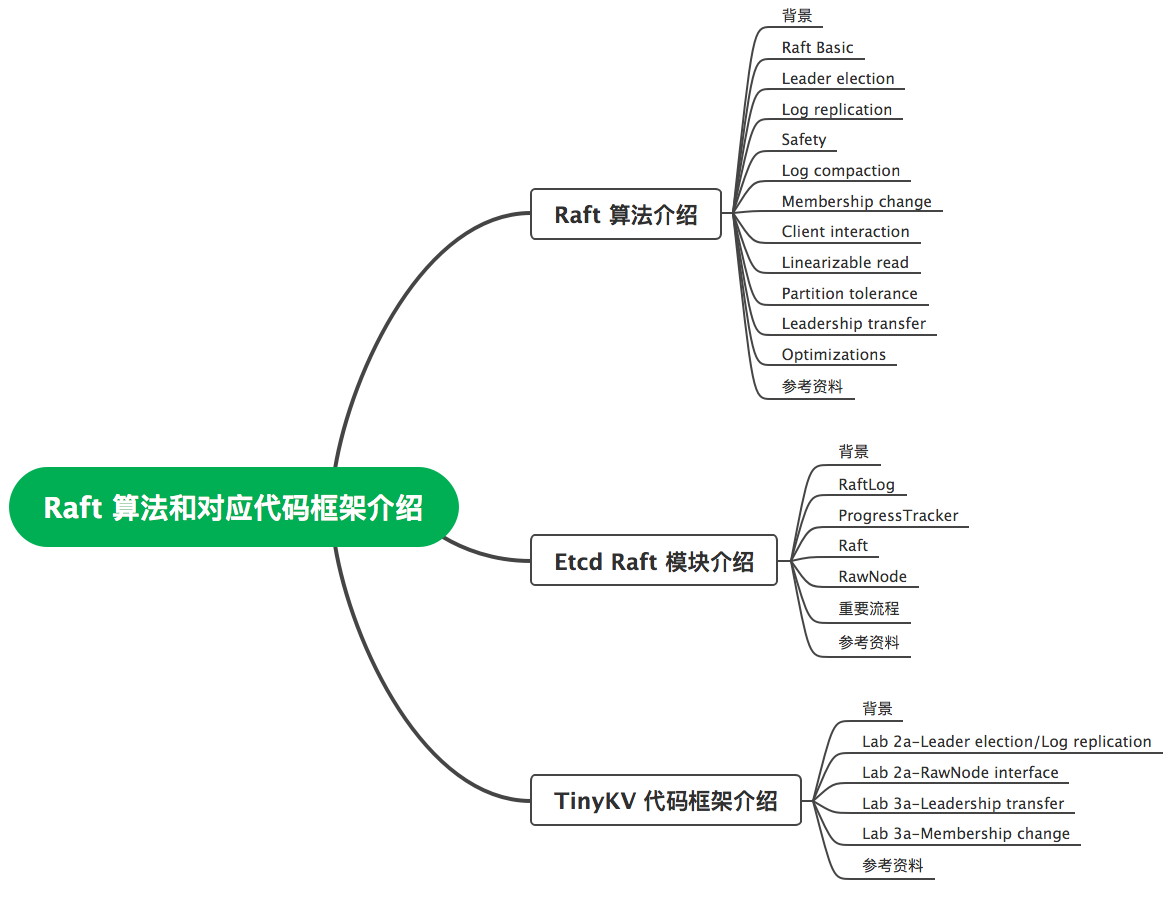 Raft 算法和对应代码框架介绍
Raft 算法介绍
背景
Raft Basic
Leader election
Log replication
Safety
Log compaction
Membership change
Client interaction
Linearizable read
Partition tolerance
Leadership transfer
Optimizations
参考资料
Etcd Raft 模块介绍
背景
RaftLog
ProgressTracker
Raft
RawNode
重要流程
参考资料
TinyKV 代码框架介绍
背景
Lab 2a-Leader election/Log replication
Lab 2a-RawNode interface
Lab 3a-Leadership transfer
Lab 3a-Membership change
参考资料